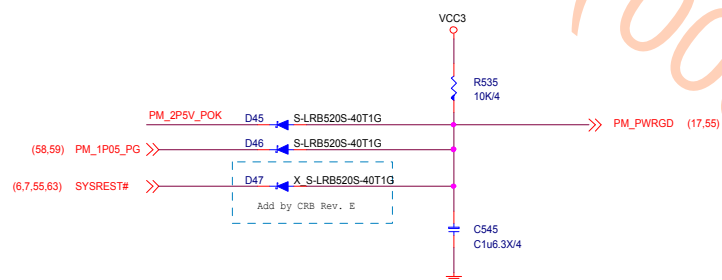 VCC3
R535
10K/4
PM_2P5V_POK
D45
S-LRB520S-40T1G
PM_PWRGD (17,55)
(58,59) PM_1P05_PG
D46
S-LRB520S-40T1G
(6,7,55,63) SYSREST#
D47
X_S-LRB520S-40T1G
Add by CRB Rev. E
C545
C1u6.3X/4